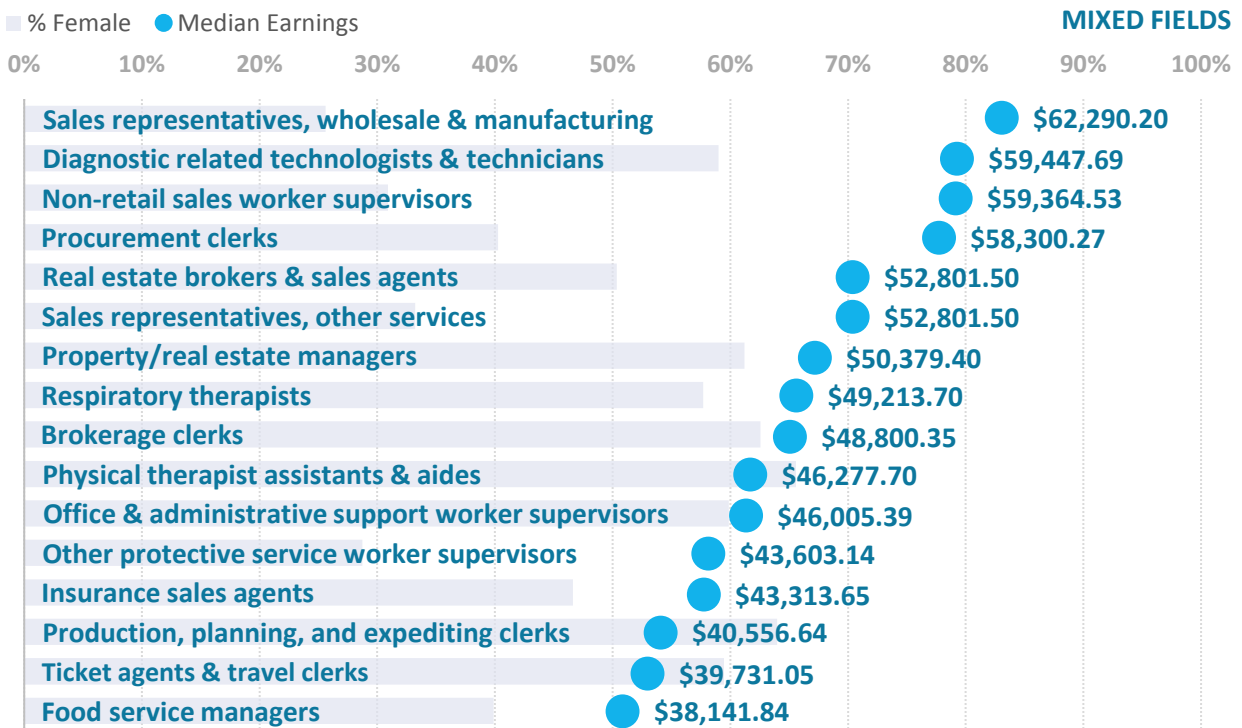 % Female Median Earnings MIXED FIELDS
0% 10% 20% 30% 40% 50% 60% 70% 80% 90% 100%
Sales representatives, wholesale & manufacturing $62,290.20
Diagnostic related technologists & technicians $59,447.69
Non-retail sales worker supervisors $59,364.53
Procurement clerks $58,300.27
Real estate brokers & sales agents $52,801.50
Sales representatives, other services $52,801.50
Property/real estate managers $50,379.40
Respiratory therapists $49,213.70
Brokerage clerks $48,800.35
Physical therapist assistants & aides $46,277.70
Office & administrative support worker supervisors $46,005.39
Other protective service worker supervisors $43,603.14
Insurance sales agents $43,313.65
Production, planning, and expediting clerks $40,556.64
Ticket agents & travel clerks $39,731.05
Food service managers $38,141.84